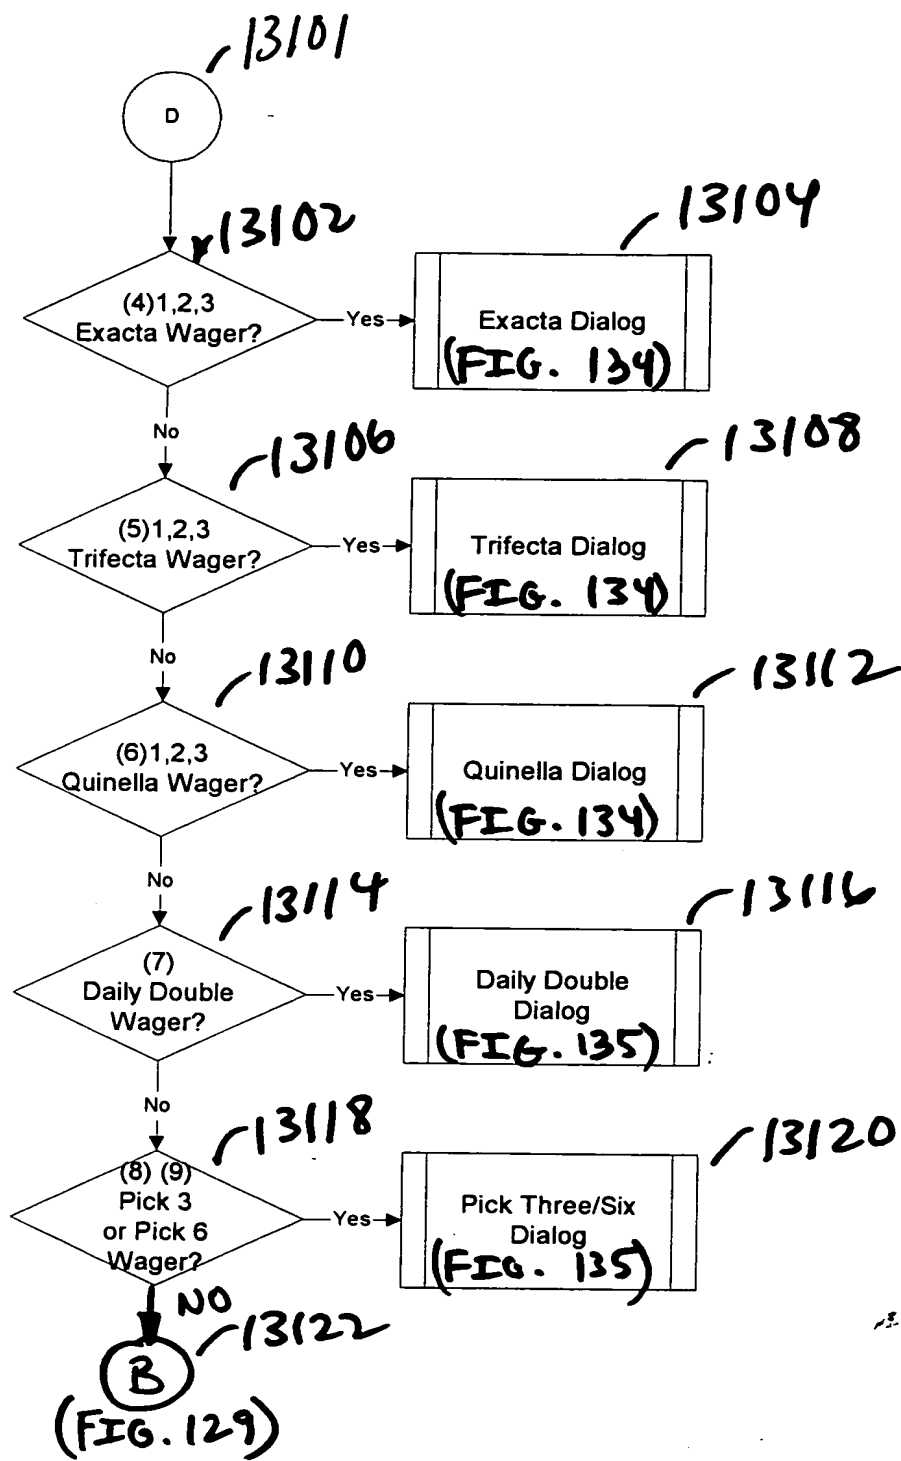 13101
D
13102
13104
(4)1,2,3
Exacta Wager?
Yes
Exacta Dialog
(FIG. 134)
No
13106
13108
(5)1,2,3
Trifecta Wager?
Yes
Trifecta Dialog
(FIG. 134)
No
13110
13112
(6)1,2,3
Quinella Wager?
Yes
Quinella Dialog
(FIG. 134)
No
13114
13116
(7)
Daily Double
Wager?
Yes
Daily Double
Dialog
(FIG. 135)
No
13118
13120
(8) (9)
Pick 3
or Pick 6
Wager?
Yes
Pick Three/Six
Dialog
(FIG. 135)
NO
13122
B
(FIG. 129)